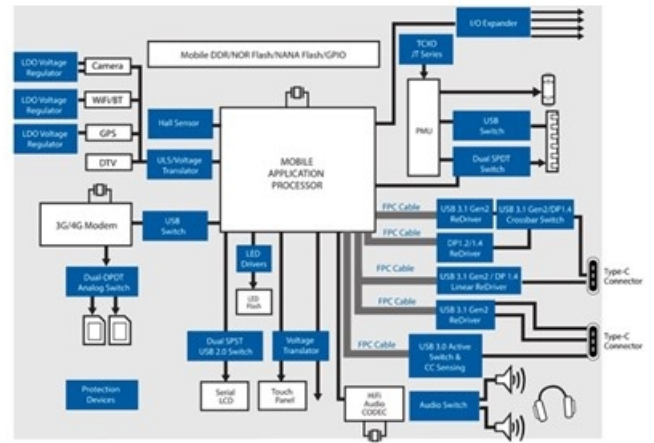 I/O Expander
TCXO
JT Series
Mobile DDR/NOR Flash/NANA Flash/GPIO
LDO Voltage
Regulator
Camera
LDO Voltage
Regulator
WiFi/BT
LDO Voltage
Regulator
GPS
DTV
Hall Sensor
ULS/Voltage
Translator
MOBILE
APPLICATION
PROCESSOR
PMU
USB
Switch
Dual SPDT
Switch
3G/4G Modem
USB
Switch
FPC Cable
USB 3.1 Gen2
ReDriver
USB 3.1 Gen2/DP1.4
Crossbar Switch
FPC Cable
DP1.2/1.4
ReDriver
FPC Cable
USB 3.1 Gen2 / DP 1.4
Linear ReDriver
Type-C
Connector
FPC Cable
USB 3.1 Gen2
ReDriver
FPC Cable
USB 3.0 Active
Switch &
CC Sensing
Type-C
Connector
Dual-DPDT
Analog Switch
LED
Drivers
LED
Flash
Dual SPST
USB 2.0 Switch
Voltage
Translator
Serial
LCD
Touch
Panel
HiFi
Audio
CODEC
Audio Switch
Protection
Devices